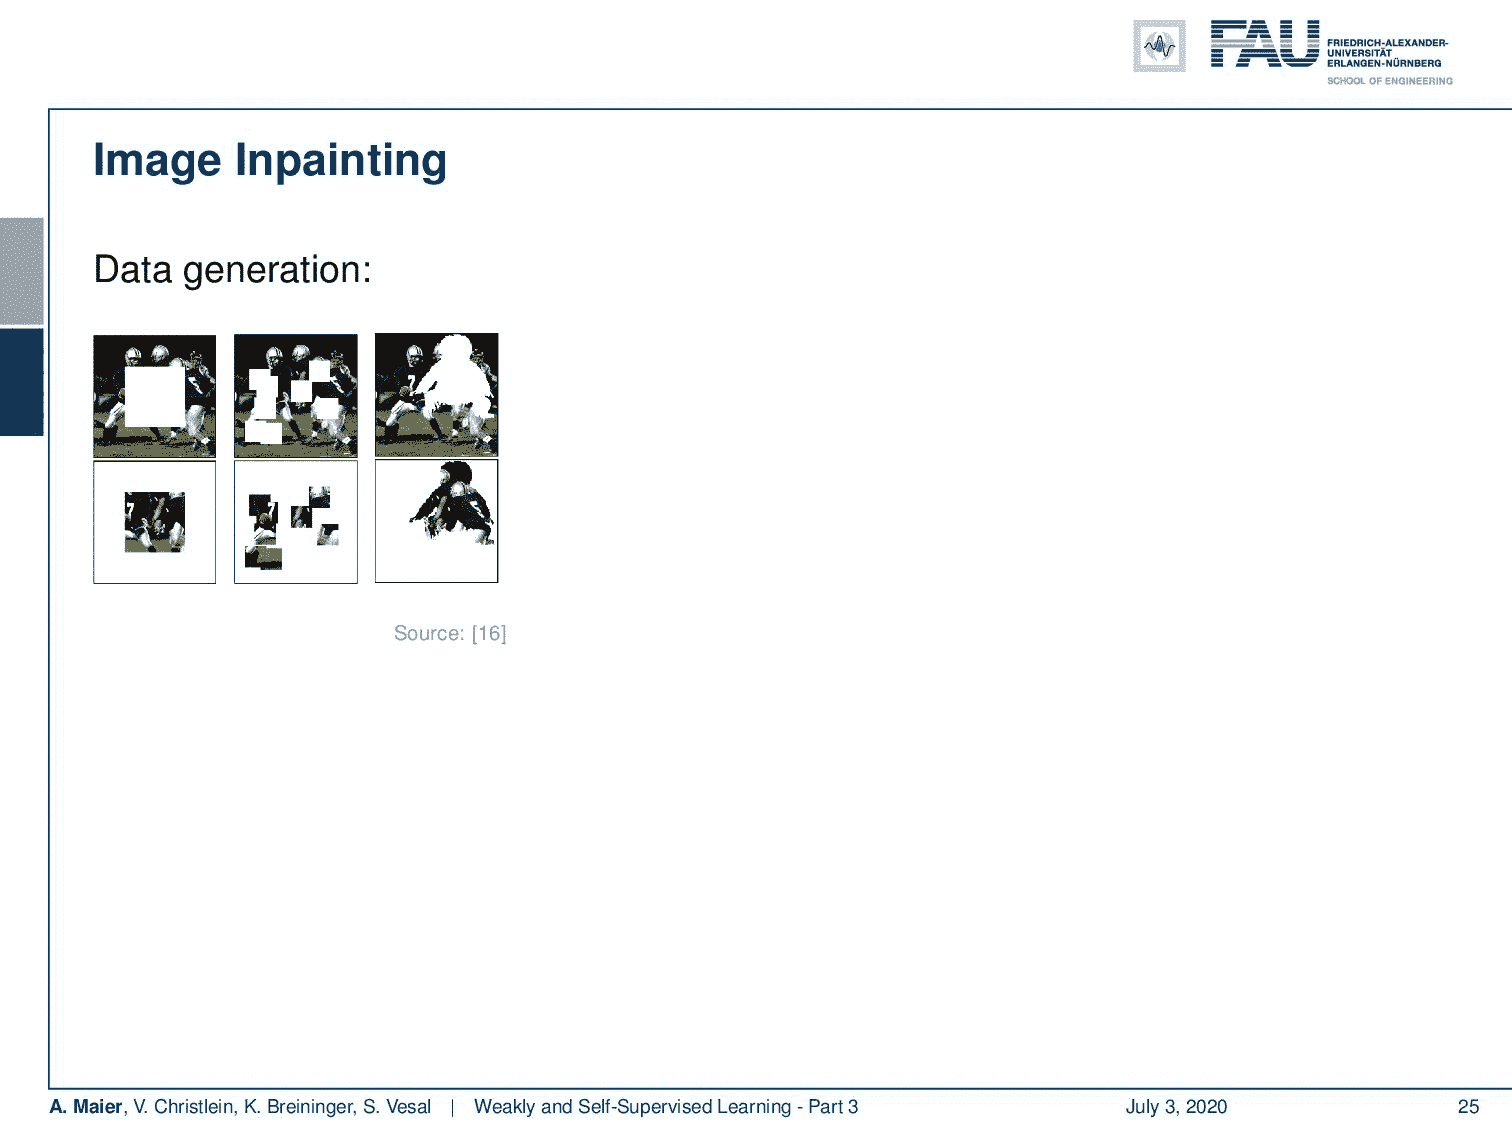 FAU
FRIEDRICH-ALEXANDER-
UNIVERSITÄT
ERLANGEN-NÜRNBERG
SCHOOL OF ENGINEERING
Image Inpainting
Data generation:
Source: [16]
A. Maier, V. Christlein, K. Breininger, S. Vesal | Weakly and Self-Supervised Learning - Part 3 July 3, 2020 25